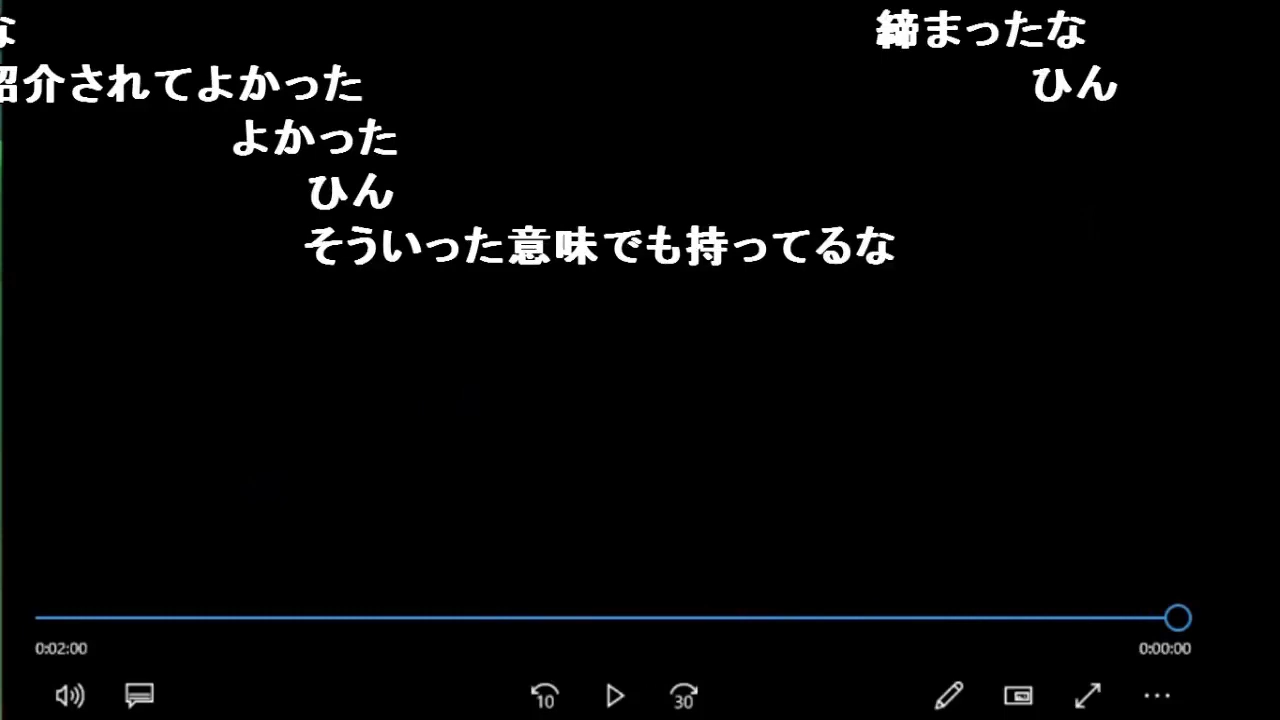 な
締まったな
紹介されてよかった
ひん
よかった
ひん
そういった意味でも持ってるな
0:02:00
0:00:00
10
30